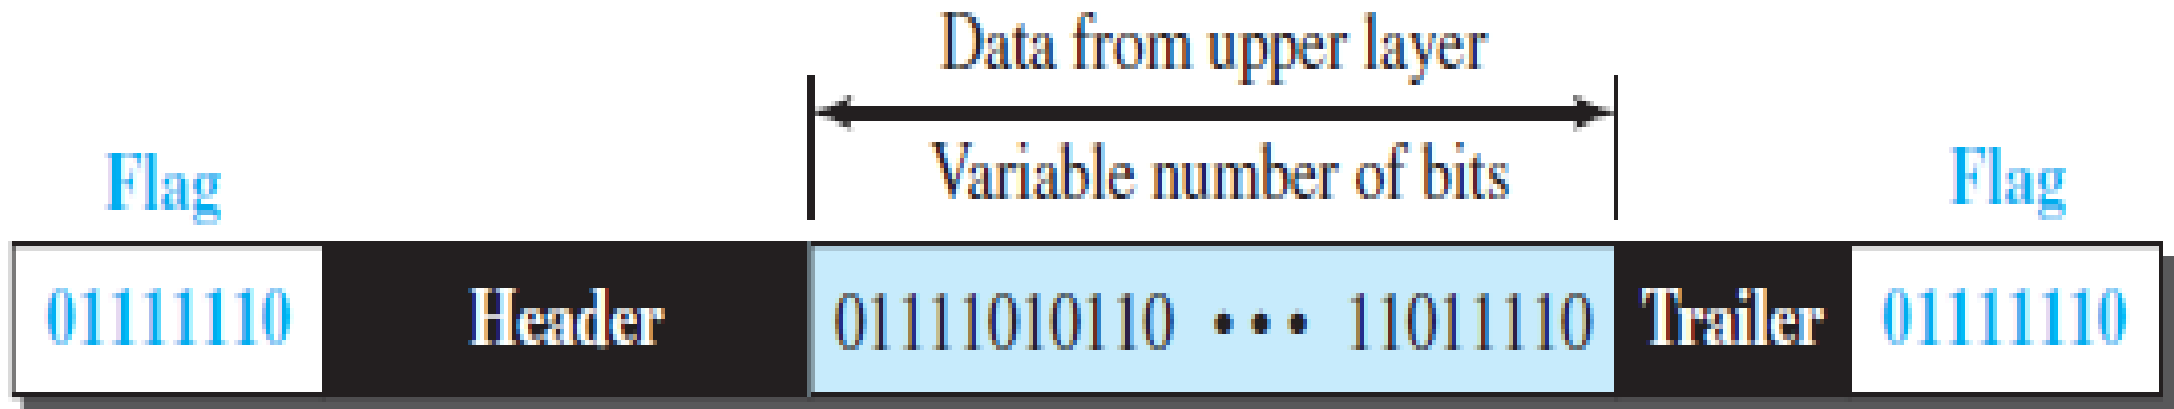 Data from upper layer
Variable number of bits
Flag
Flag
01111110
Header
01111010110 ••• 11011110
Trailer
01111110